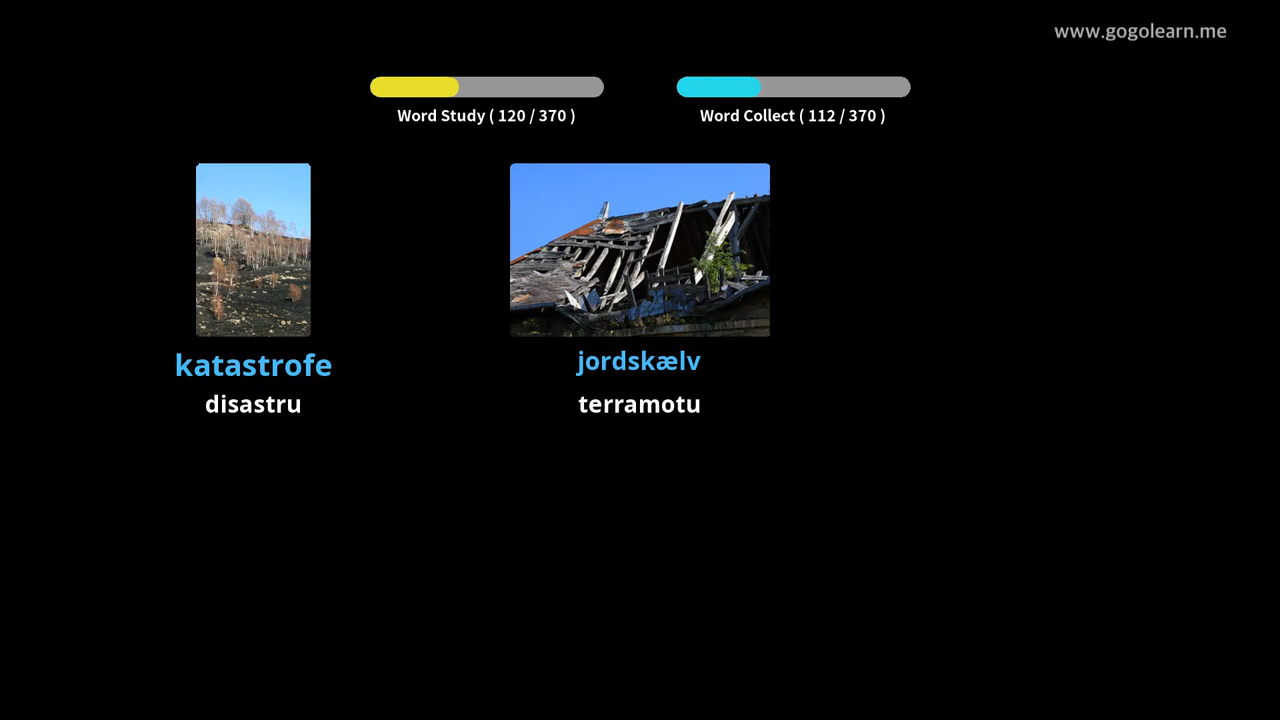 www.gogolearn.me
Word Study ( 120 / 370 )
Word Collect ( 112 / 370 )
katastrofe
disastru
jordskælv
terramotu